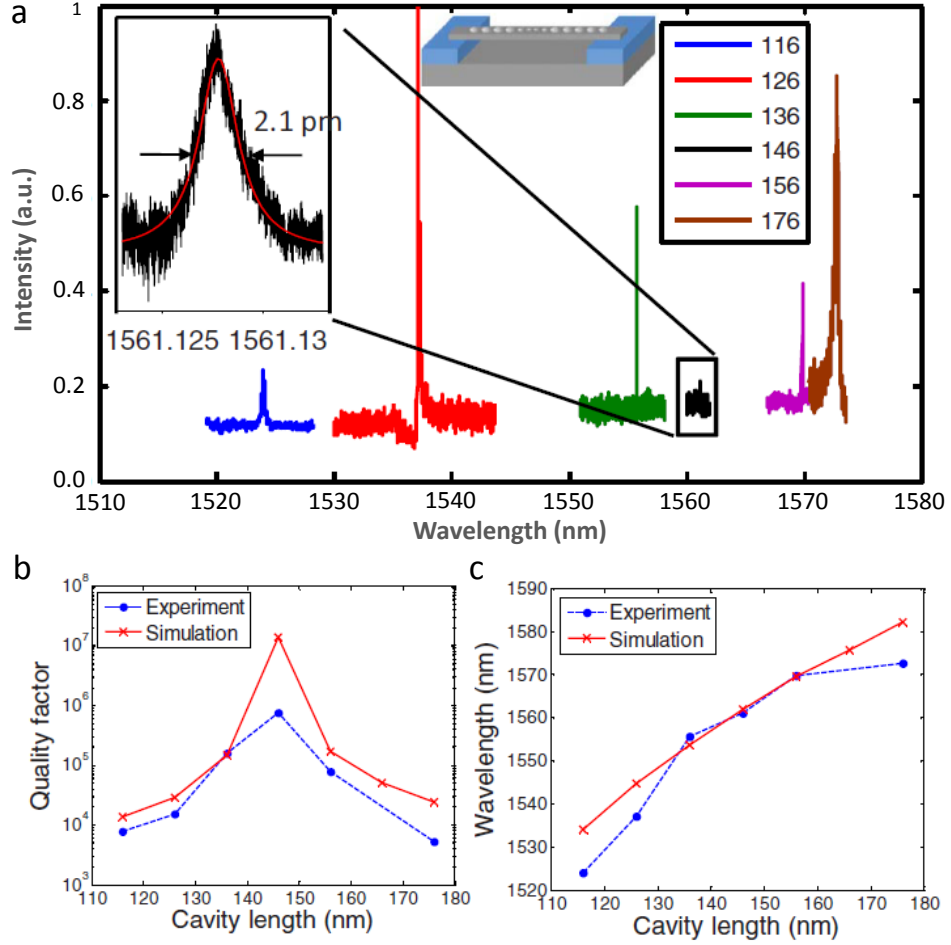 a
Intensity (a.u.)
1
0.8
0.6
0.4
0.2
0.0
1510 1520 1530 1540 1550 1560 1570 1580
Wavelength (nm)
2.1 pm
1561.125 1561.13
116
126
136
146
156
176
b
Quality factor
10^8
10^7
10^6
10^5
10^4
10^3
Experiment
Simulation
110 120 130 140 150 160 170 180
Cavity length (nm)
c
Wavelength (nm)
1590
1580
1570
1560
1550
1540
1530
1520
Experiment
Simulation
110 120 130 140 150 160 170 180
Cavity length (nm)